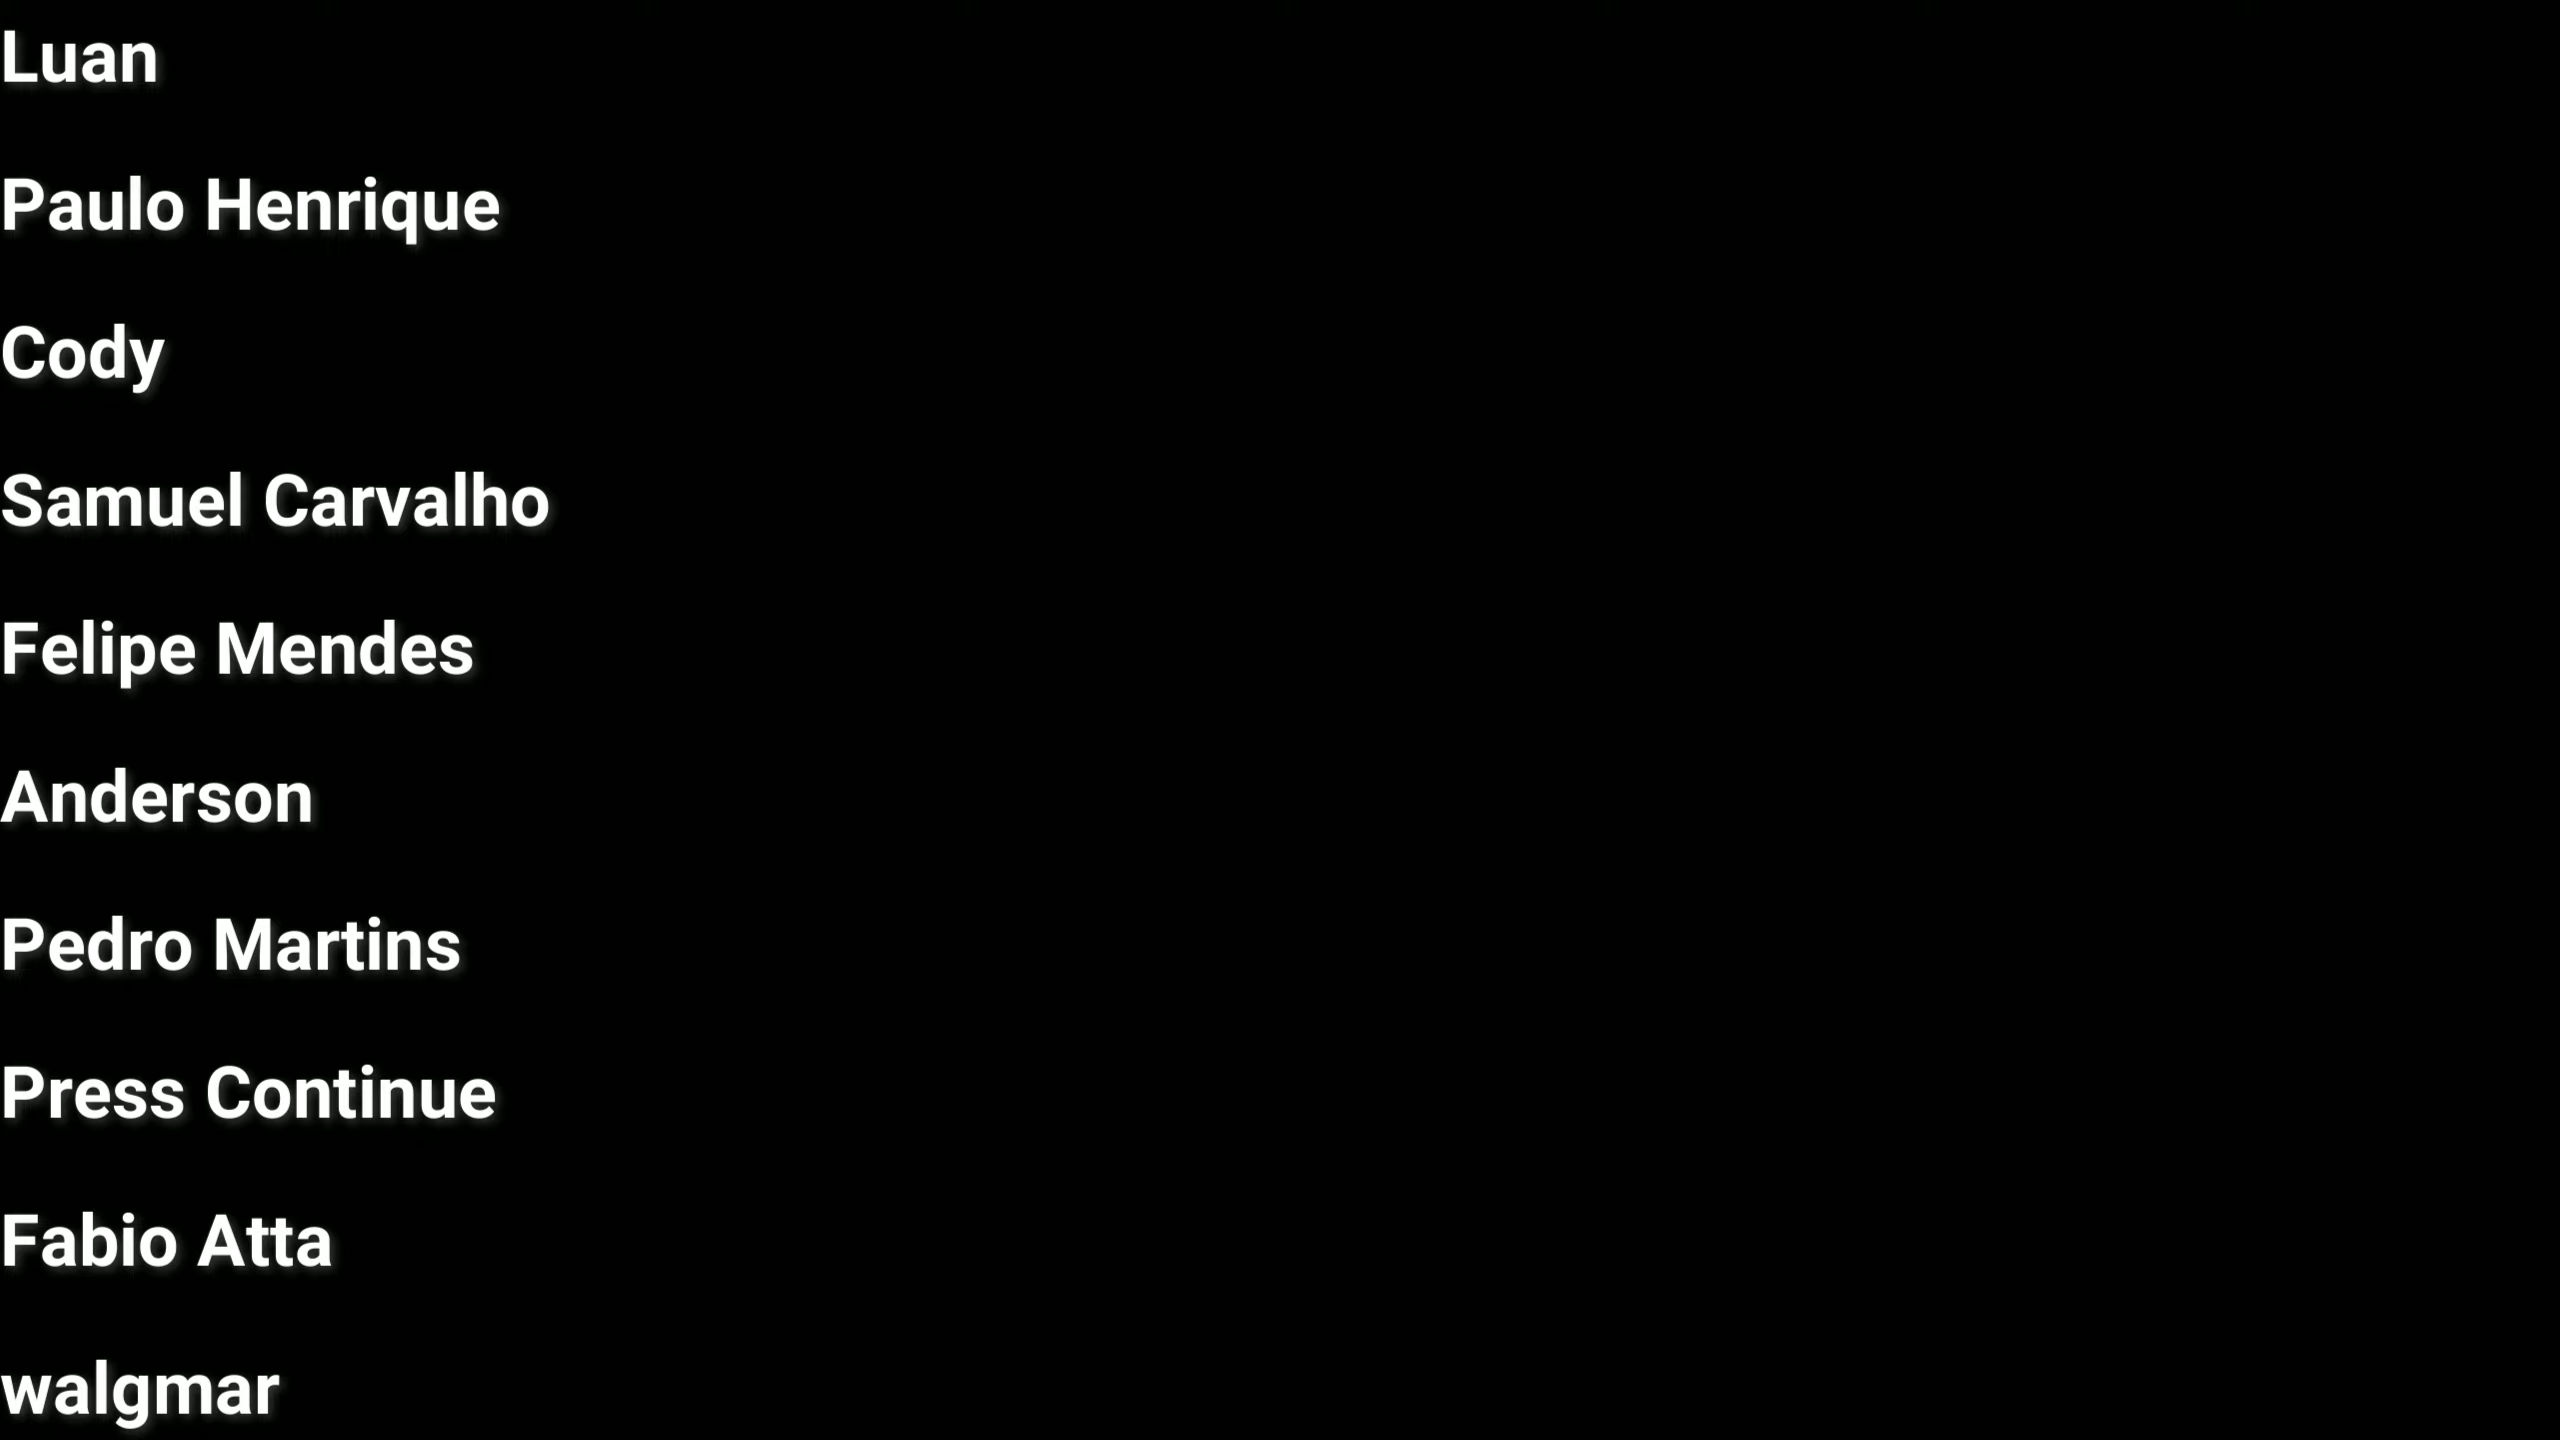 Luan
Paulo Henrique
Cody
Samuel Carvalho
Felipe Mendes
Anderson
Pedro Martins
Press Continue
Fabio Atta
walgmar